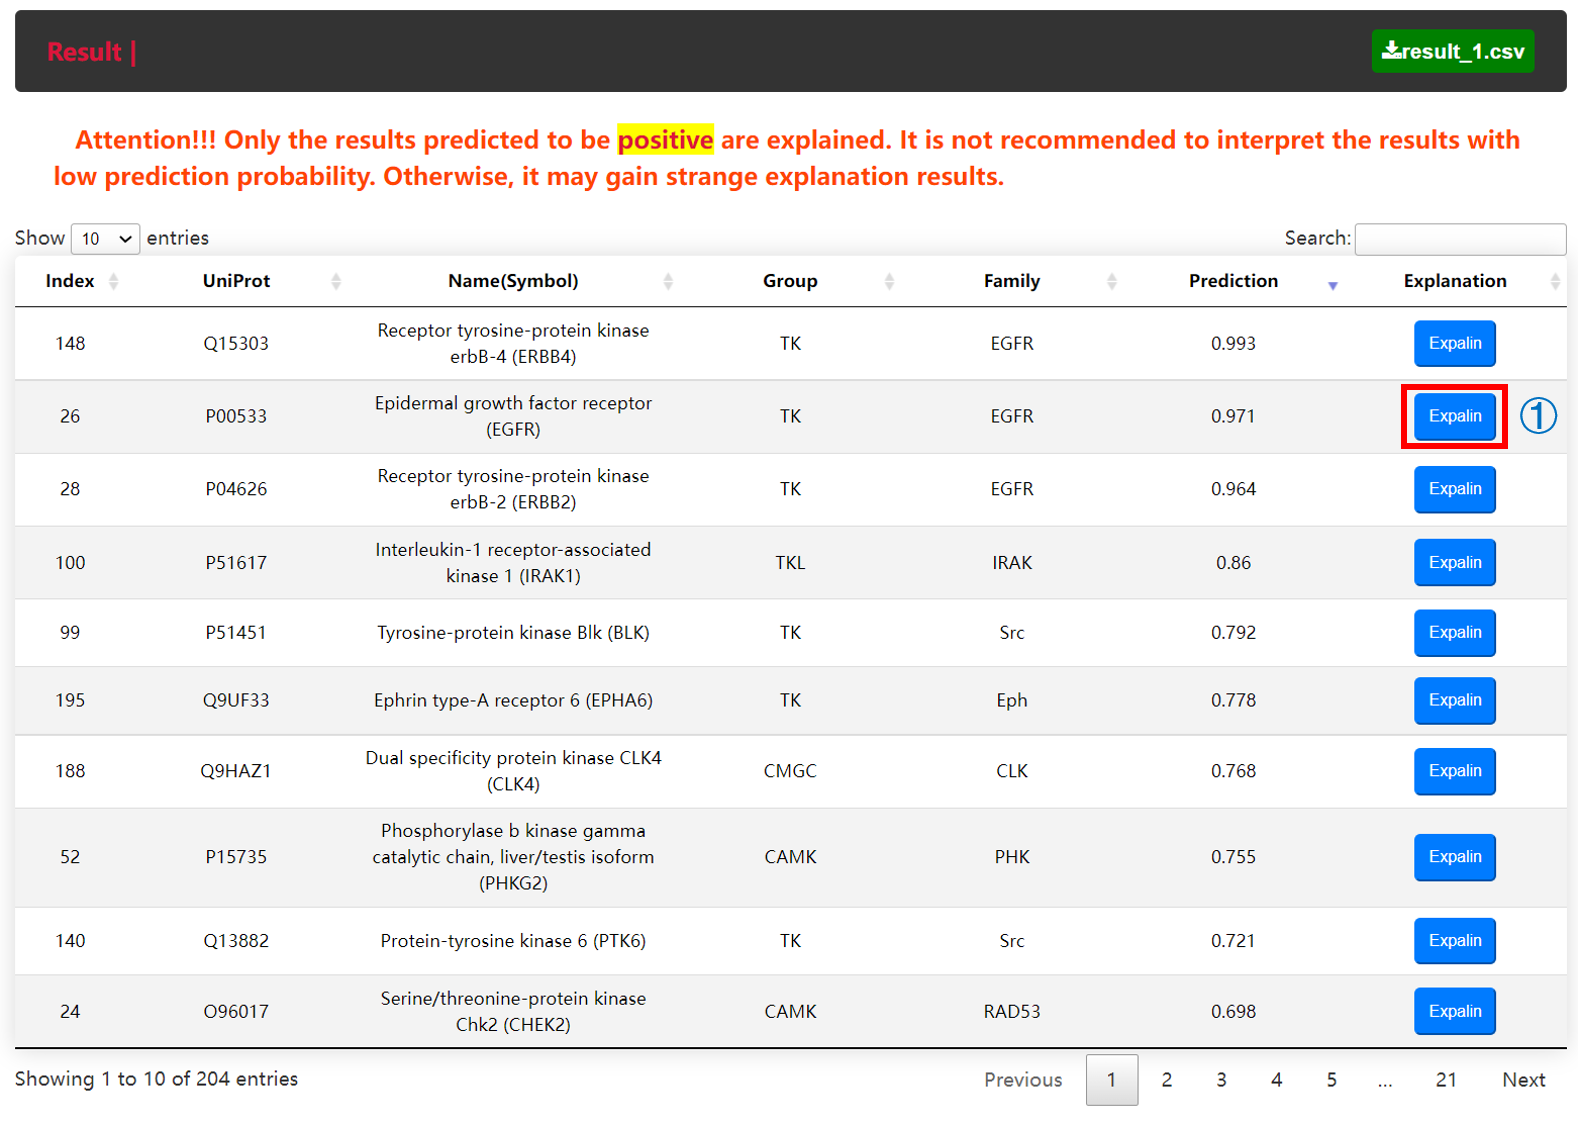 Result |
result_1.csv
Attention!!! Only the results predicted to be positive are explained. It is not recommended to interpret the results with
low prediction probability. Otherwise, it may gain strange explanation results.
Show 10 entries
Search:
Index UniProt Name(Symbol) Group Family Prediction Explanation
148 Q15303 Receptor tyrosine-protein kinase erbB-4 (ERBB4) TK EGFR 0.993 Expalin
26 P00533 Epidermal growth factor receptor (EGFR) TK EGFR 0.971 Expalin ①
28 P04626 Receptor tyrosine-protein kinase erbB-2 (ERBB2) TK EGFR 0.964 Expalin
100 P51617 Interleukin-1 receptor-associated kinase 1 (IRAK1) TKL IRAK 0.86 Expalin
99 P51451 Tyrosine-protein kinase Blk (BLK) TK Src 0.792 Expalin
195 Q9UF33 Ephrin type-A receptor 6 (EPHA6) TK Eph 0.778 Expalin
188 Q9HAZ1 Dual specificity protein kinase CLK4 (CLK4) CMGC CLK 0.768 Expalin
52 P15735 Phosphorylase b kinase gamma catalytic chain, liver/testis isoform (PHKG2) CAMK PHK 0.755 Expalin
140 Q13882 Protein-tyrosine kinase 6 (PTK6) TK Src 0.721 Expalin
24 O96017 Serine/threonine-protein kinase Chk2 (CHEK2) CAMK RAD53 0.698 Expalin
Showing 1 to 10 of 204 entries
Previous 1 2 3 4 5 ... 21 Next